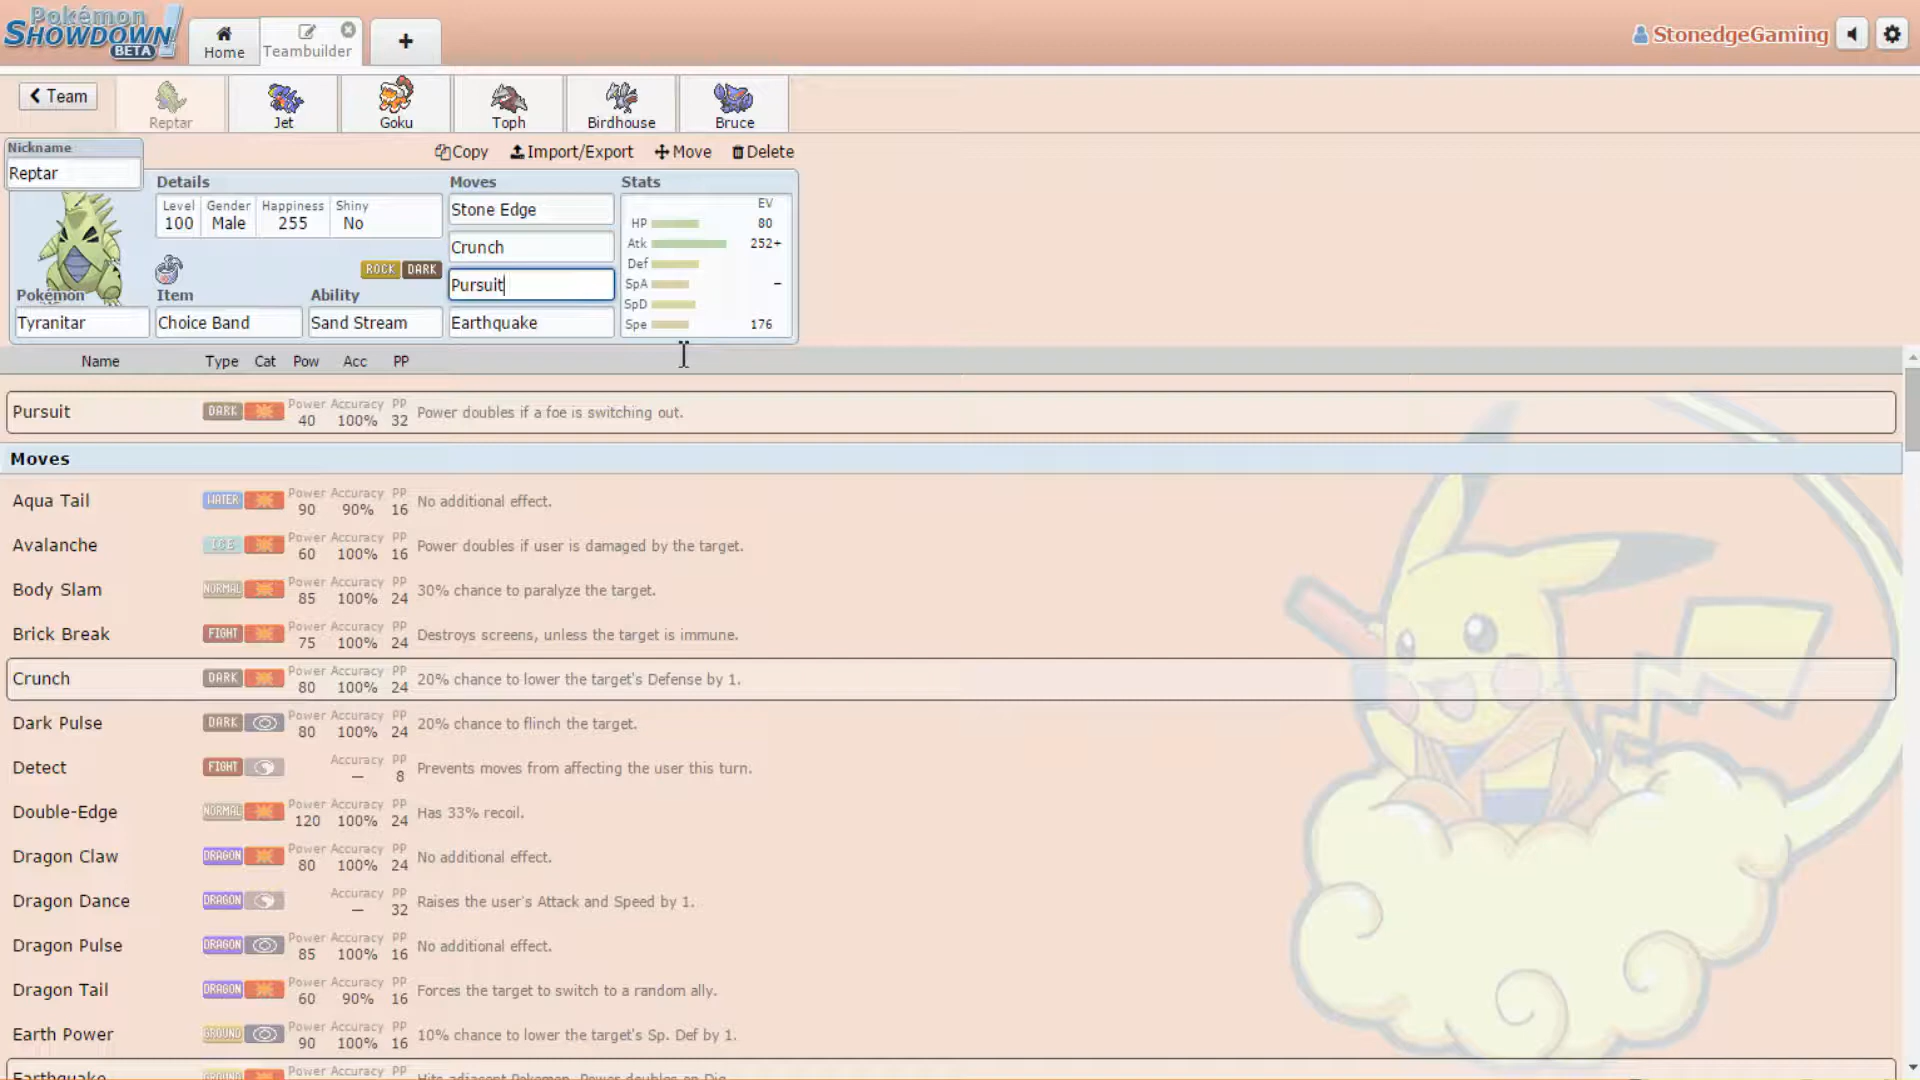 Pokémon
SHOWDOWN!
BETA
Home
Teambuilder
+
StonedgeGaming
Team
Reptar
Jet
Goku
Toph
Birdhouse
Bruce
Copy Import/Export Move Delete
Nickname
Reptar
Details
Level Gender Happiness Shiny
100 Male 255 No
ROCK DARK
Pokémon Item Ability
Tyranitar Choice Band Sand Stream
Moves
Stone Edge
Crunch
Pursuit
Earthquake
Stats
EV
HP 80
Atk 252+
Def
SpA –
SpD
Spe 176
Name Type Cat Pow Acc PP
Pursuit DARK Power 40 Accuracy 100% PP 32 Power doubles if a foe is switching out.
Moves
Aqua Tail WATER Power 90 Accuracy 90% PP 16 No additional effect.
Avalanche ICE Power 60 Accuracy 100% PP 16 Power doubles if user is damaged by the target.
Body Slam NORMAL Power 85 Accuracy 100% PP 24 30% chance to paralyze the target.
Brick Break FIGHT Power 75 Accuracy 100% PP 24 Destroys screens, unless the target is immune.
Crunch DARK Power 80 Accuracy 100% PP 24 20% chance to lower the target's Defense by 1.
Dark Pulse DARK Power 80 Accuracy 100% PP 24 20% chance to flinch the target.
Detect FIGHT Accuracy — PP 8 Prevents moves from affecting the user this turn.
Double-Edge NORMAL Power 120 Accuracy 100% PP 24 Has 33% recoil.
Dragon Claw DRAGON Power 80 Accuracy 100% PP 24 No additional effect.
Dragon Dance DRAGON Accuracy — PP 32 Raises the user's Attack and Speed by 1.
Dragon Pulse DRAGON Power 85 Accuracy 100% PP 16 No additional effect.
Dragon Tail DRAGON Power 60 Accuracy 90% PP 16 Forces the target to switch to a random ally.
Earth Power GROUND Power 90 Accuracy 100% PP 16 10% chance to lower the target's Sp. Def by 1.
Earthquake GROUND Power Accuracy PP Hits adjacent Pokemon. Power doubles on Dig.